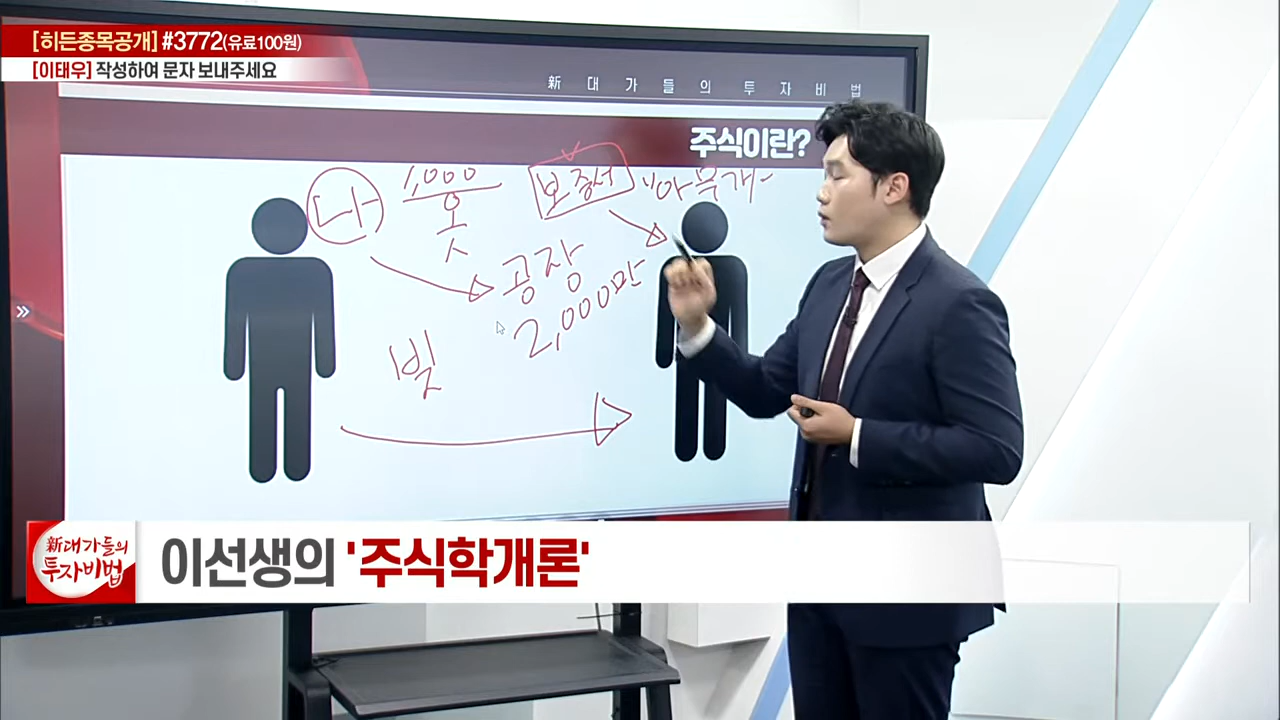 [히든종목공개] #3772(유료100원)
[이태우] 작성하여 문자 보내주세요
新 대 가 들 의 투 자 비 법
주식이란?
나
1,000
옷
보증서
"아무개"
공장
2,000만
빚
新대가들의
투자비법
이선생의 '주식학개론'